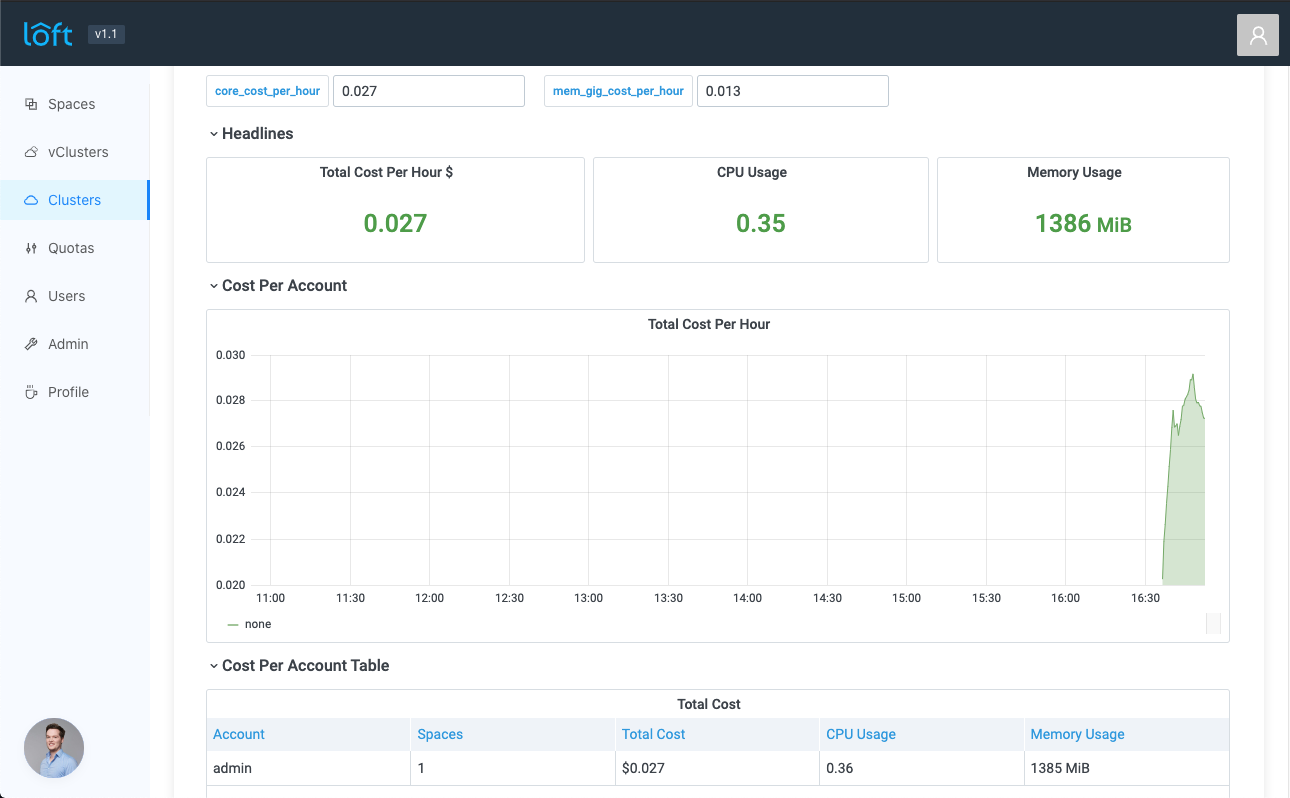 loft v1.1
core_cost_per_hour 0.027 mem_gig_cost_per_hour 0.013
Spaces
vClusters
Clusters
Quotas
Users
Admin
Profile
Headlines
Total Cost Per Hour $ CPU Usage Memory Usage
0.027 0.35 1386 MiB
Cost Per Account
Total Cost Per Hour
0.030
0.028
0.026
0.024
0.022
0.020
11:00 11:30 12:00 12:30 13:00 13:30 14:00 14:30 15:00 15:30 16:00 16:30
none
Cost Per Account Table
Total Cost
Account Spaces Total Cost CPU Usage Memory Usage
admin 1 $0.027 0.36 1385 MiB